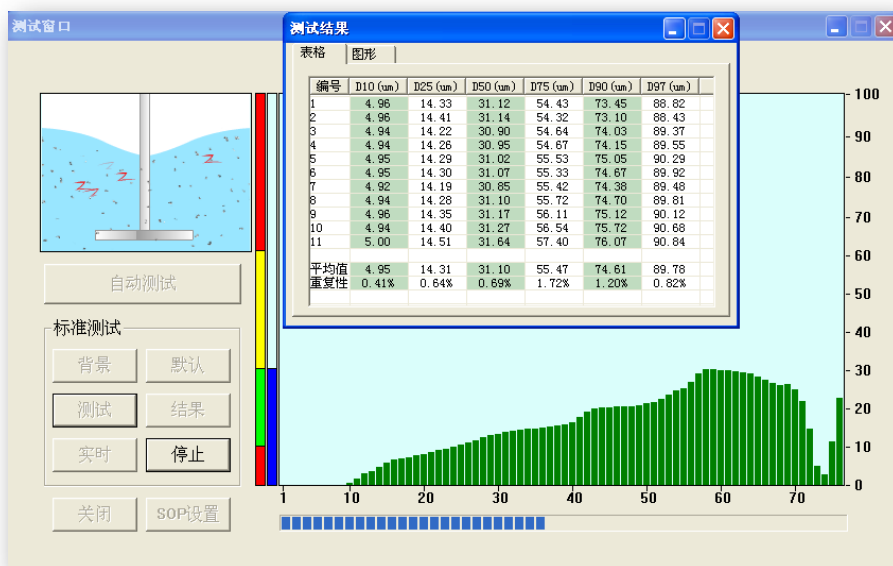 测试窗口
测试结果
表格 图形
编号 D10(um) D25(um) D50(um) D75(um) D90(um) D97(um)
1 4.96 14.33 31.12 54.43 73.45 88.82
2 4.96 14.41 31.14 54.32 73.10 88.43
3 4.94 14.22 30.90 54.64 74.03 89.37
4 4.94 14.26 30.95 54.67 74.15 89.55
5 4.95 14.29 31.02 55.53 75.05 90.29
6 4.95 14.30 31.07 55.33 74.67 89.92
7 4.92 14.19 30.85 55.42 74.38 89.48
8 4.94 14.28 31.10 55.72 74.70 89.81
9 4.96 14.35 31.17 56.11 75.12 90.12
10 4.94 14.40 31.27 56.54 75.72 90.68
11 5.00 14.51 31.64 57.40 76.07 90.84
平均值 4.95 14.31 31.10 55.47 74.61 89.78
重复性 0.41% 0.64% 0.69% 1.72% 1.20% 0.82%
自动测试
标准测试
背景 默认
测试 结果
实时 停止
关闭 SOP设置
100
90
80
70
60
50
40
30
20
10
0
1 10 20 30 40 50 60 70